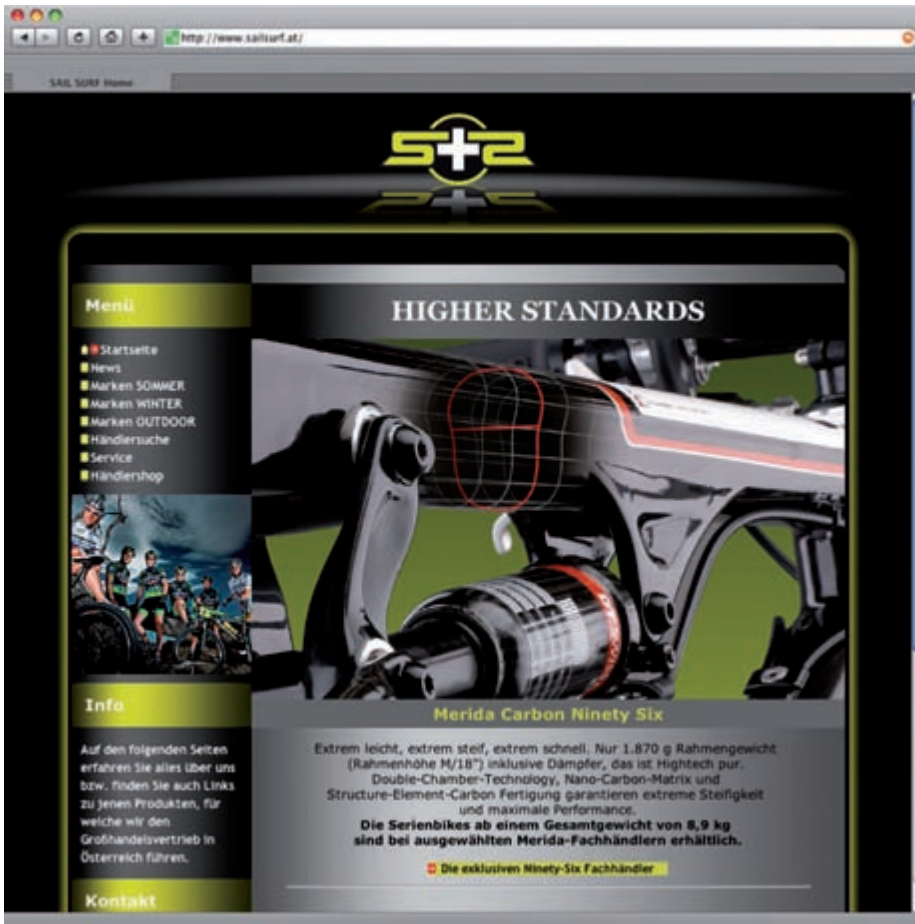 http://www.sailsurf.at/
SAIL SURF Home
S+S
Menü
Startseite
News
Marken SOMMER
Marken WINTER
Marken OUTDOOR
Händlersuche
Service
Händlershop
Info
Auf den folgenden Seiten
erfahren Sie alles über uns
bzw. finden Sie auch Links
zu jenen Produkten, für
welche wir den
Großhandelsvertrieb in
Österreich führen.
Kontakt
HIGHER STANDARDS
Merida Carbon Ninety Six
Extrem leicht, extrem steif, extrem schnell. Nur 1.870 g Rahmengewicht
(Rahmenhöhe M/18") inklusive Dämpfer, das ist Hightech pur.
Double-Chamber-Technology, Nano-Carbon-Matrix und
Structure-Element-Carbon Fertigung garantieren extreme Steifigkeit
und maximale Performance.
Die Serienbikes ab einem Gesamtgewicht von 8,9 kg
sind bei ausgewählten Merida-Fachhändlern erhältlich.
Die exklusiven Ninety-Six Fachhändler